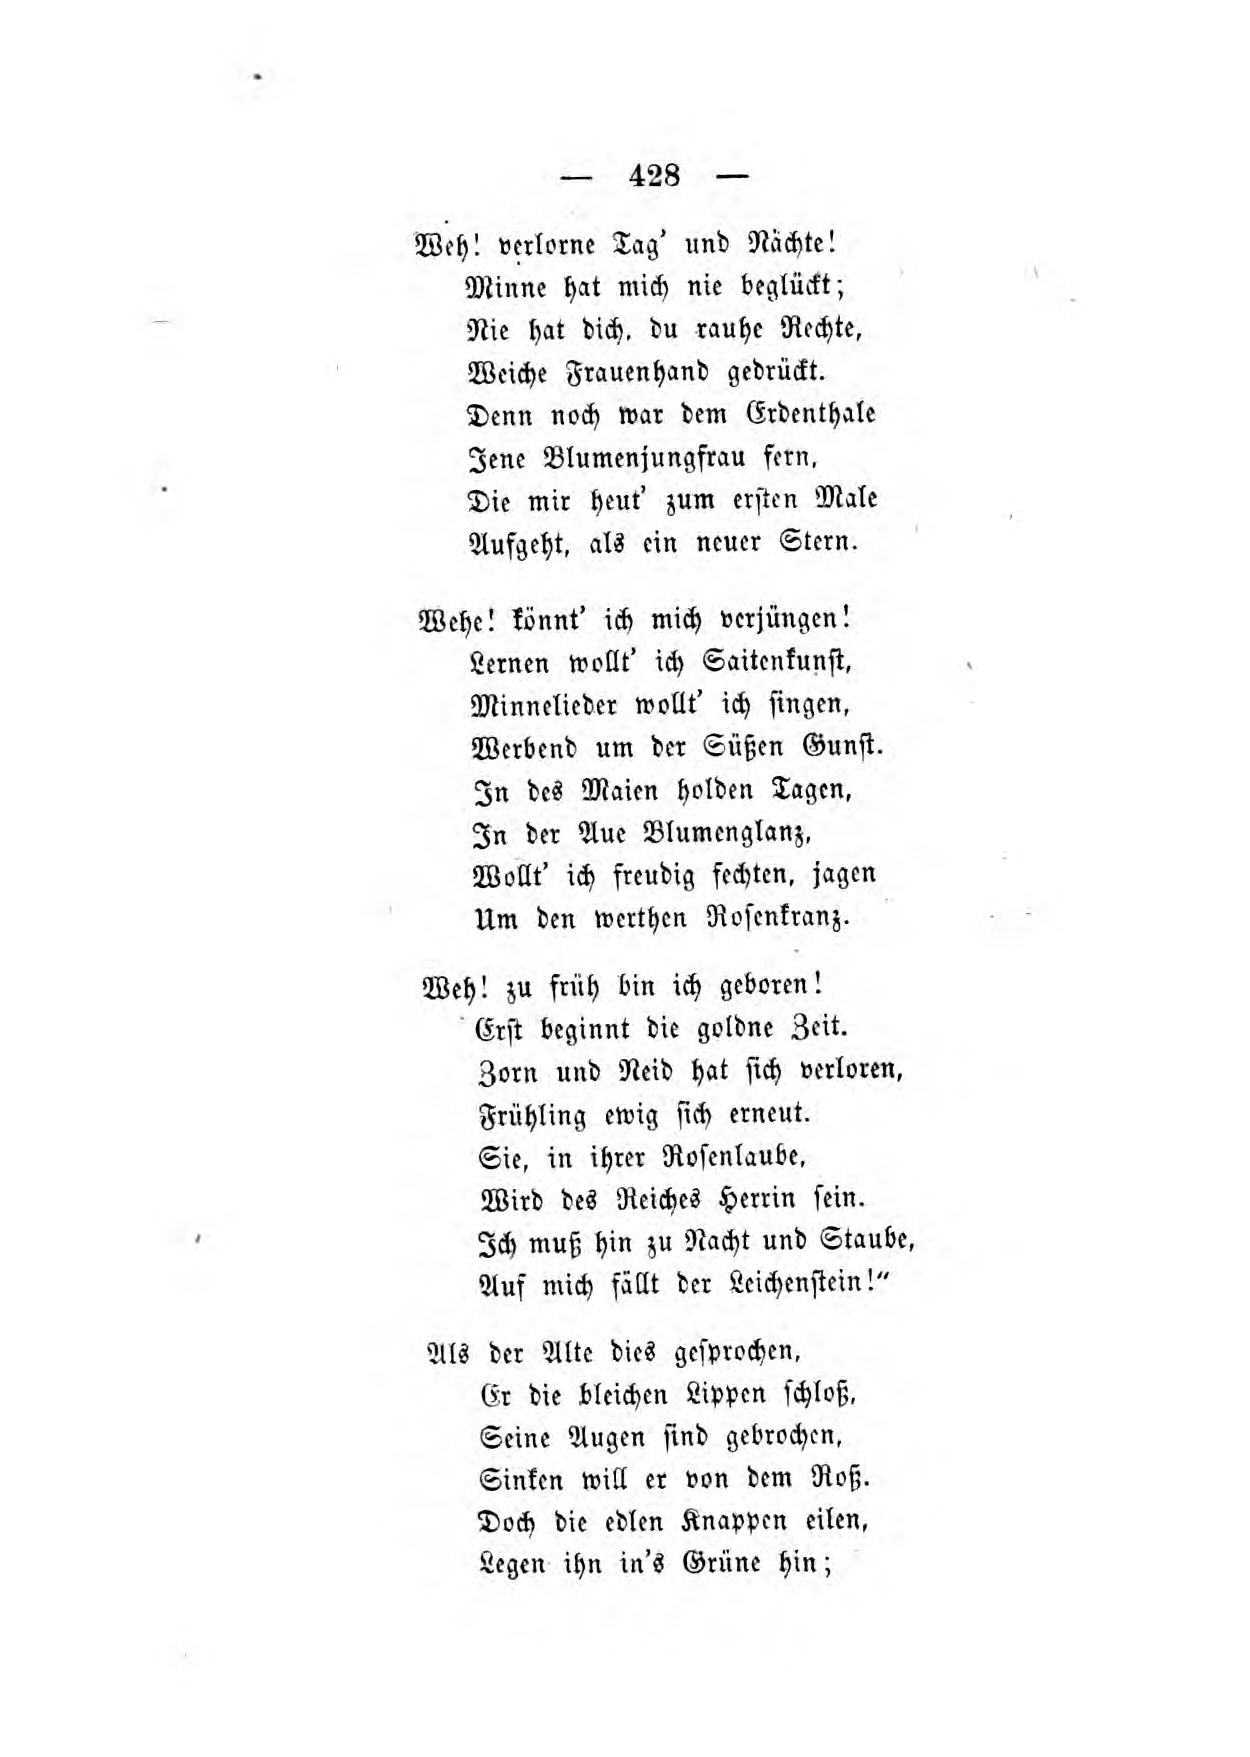 — 428 —
Weh! verlorne Tag’ und Nächte!
Minne hat mich nie beglückt;
Nie hat dich, du rauhe Rechte,
Weiche Frauenhand gedrückt.
Denn noch war dem Erdenthale
Jene Blumenjungfrau fern,
Die mir heut’ zum erſten Male
Aufgeht, als ein neuer Stern.
Wehe! könnt’ ich mich verjüngen!
Lernen wollt’ ich Saitenkunſt,
Minnelieder wollt’ ich ſingen,
Werbend um der Süßen Gunſt.
In des Maien holden Tagen,
In der Aue Blumenglanz,
Wollt’ ich freudig fechten, jagen
Um den werthen Roſenkranz.
Weh! zu früh bin ich geboren!
Erſt beginnt die goldne Zeit.
Zorn und Neid hat ſich verloren,
Frühling ewig ſich erneut.
Sie, in ihrer Roſenlaube,
Wird des Reiches Herrin ſein.
Ich muß hin zu Nacht und Staube,
Auf mich fällt der Leichenſtein!“
Als der Alte dies geſprochen,
Er die bleichen Lippen ſchloß,
Seine Augen ſind gebrochen,
Sinken will er von dem Roß.
Doch die edlen Knappen eilen,
Legen ihn in’s Grüne hin;